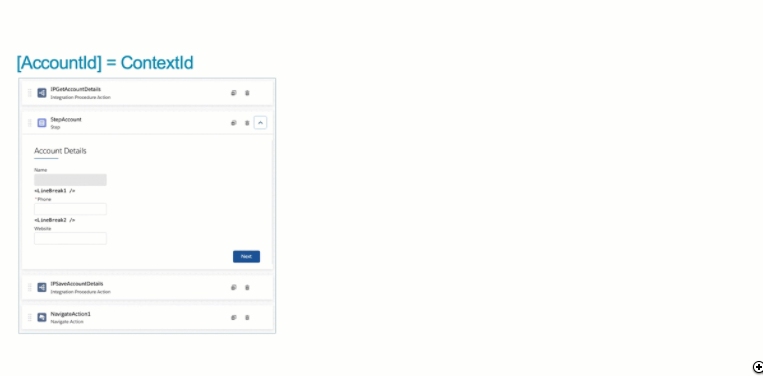 [AccountId] = ContextId
IPGetAccountDetails
Integration Procedure Action
StepAccount
Step
Account Details
Name
<LineBreak1 />
*Phone
<LineBreak2 />
Website
Next
IPSaveAccountDetails
Integration Procedure Action
NavigateAction1
Navigate Action